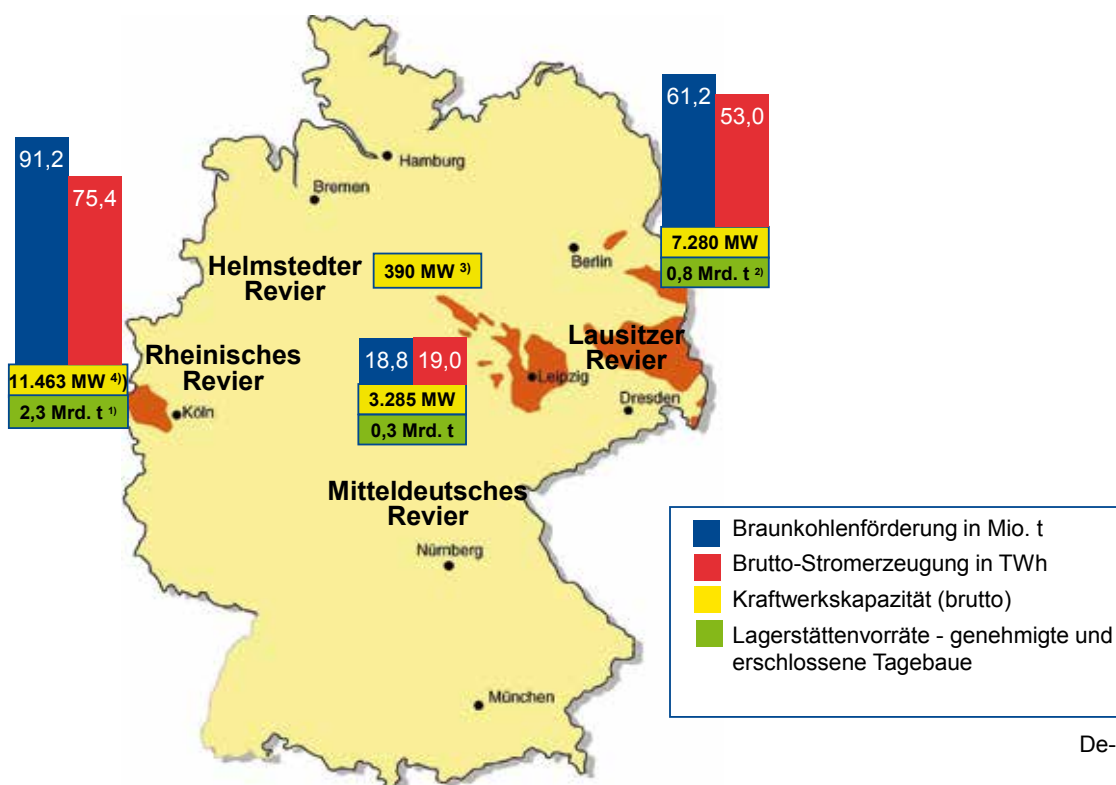 61,2
53,0
7.280 MW
0,8 Mrd. t ²⁾
91,2
75,4
11.463 MW ⁴⁾)
2,3 Mrd. t ¹⁾
Hamburg
Bremen
Berlin
Helmstedter
Revier
390 MW ³⁾
Lausitzer
Revier
Rheinisches
Revier
18,8
19,0
3.285 MW
0,3 Mrd. t
Leipzig
Dresden
Köln
Mitteldeutsches
Revier
Nürnberg
München
Braunkohlenförderung in Mio. t
Brutto-Stromerzeugung in TWh
Kraftwerkskapazität (brutto)
Lagerstättenvorräte - genehmigte und
erschlossene Tagebaue
De-